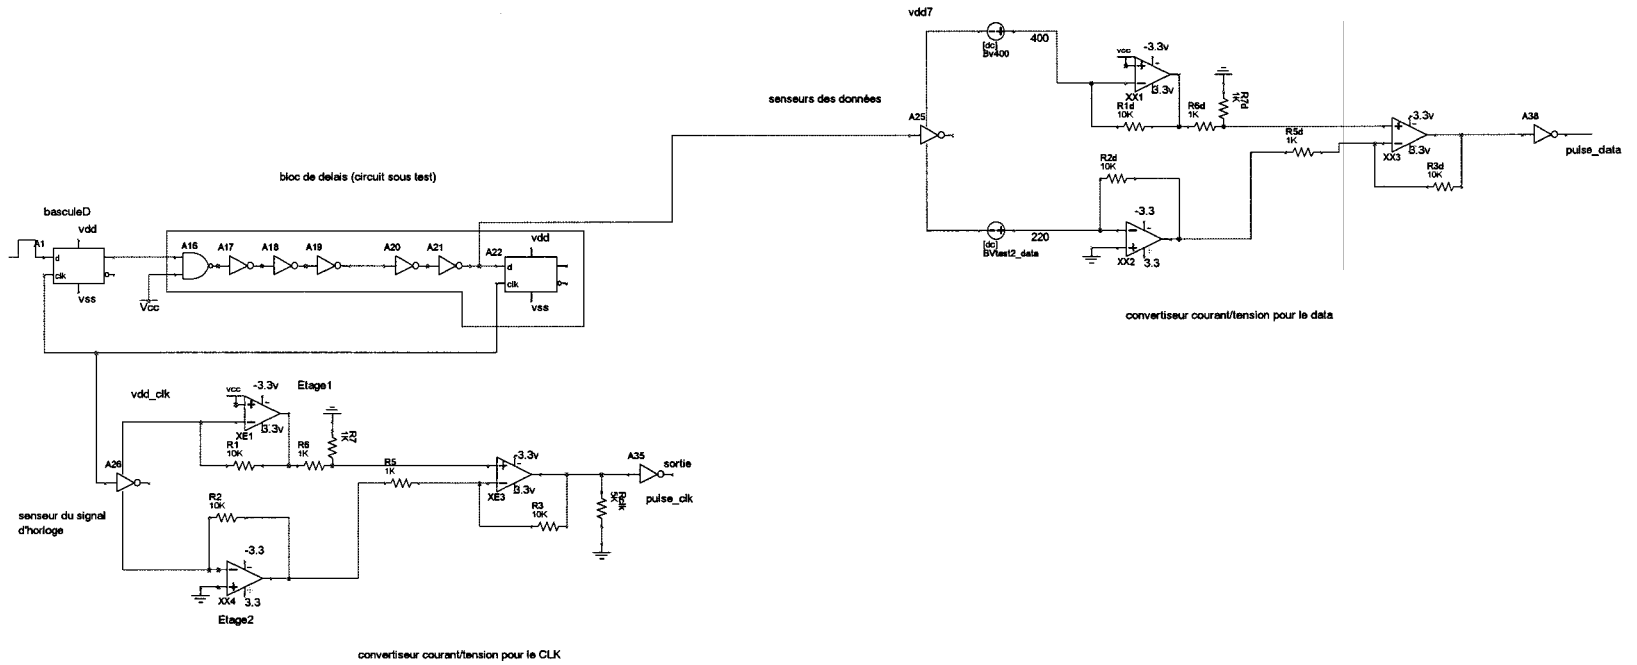 vdd7
[dc]
Bv400
400
vcc
-3.3v
XX1
3.3v
R1d
10K
R6d
1K
R7d
1K
senseurs des données
A25
-3.3v
XX3
3.3v
R5d
1K
R3d
10K
A38
pulse_data
R2d
10K
-3.3
XX2
3.3
[dc]
BVtest2_data
220
convertiseur courant/tension pour le data
bloc de delais (circuit sous test)
basculeD
A1
vdd
d
clk
vss
Vcc
A16
A17
A18
A19
A20
A21
A22
vdd
d
clk
vss
vdd_clk
vcc
-3.3v
Etage1
XE1
3.3v
R1
10K
R6
1K
R7
1K
A26
R5
1K
-3.3v
XE3
3.3v
R3
10K
A35
sortie
pulse_clk
Rclk
5K
senseur du signal
d'horloge
R2
10K
-3.3
XX4
3.3
Etage2
convertiseur courant/tension pour le CLK